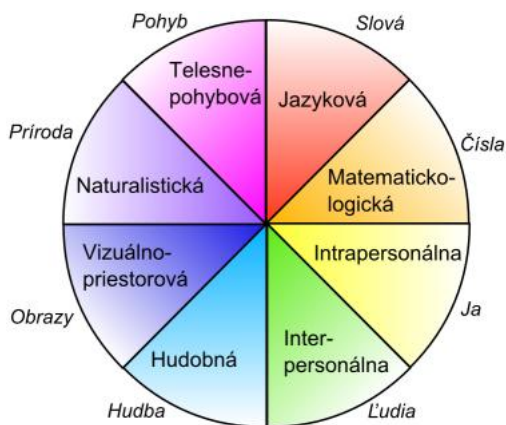 Pohyb
Slová
Telesne-
pohybová
Jazyková
Príroda
Čísla
Naturalistická
Matematicko-
logická
Vizuálno-
priestorová
Intrapersonálna
Obrazy
Ja
Hudobná
Inter-
personálna
Hudba
Ľudia